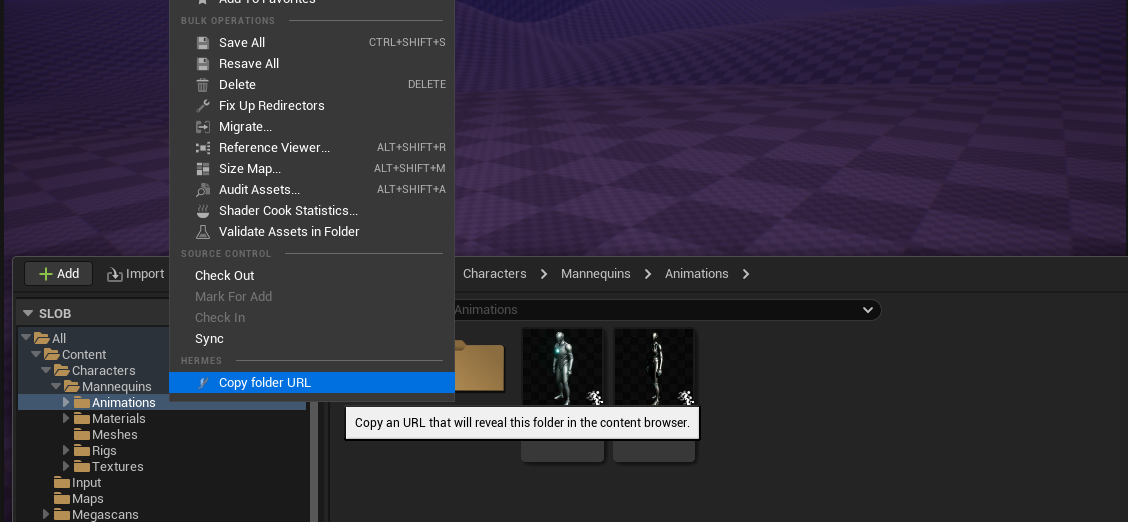 Add To Favorites
BULK OPERATIONS
Save All CTRL+SHIFT+S
Resave All
Delete DELETE
Fix Up Redirectors
Migrate...
Reference Viewer... ALT+SHIFT+R
Size Map... ALT+SHIFT+M
Audit Assets... ALT+SHIFT+A
Shader Cook Statistics...
Validate Assets in Folder
SOURCE CONTROL
Check Out
Mark For Add
Check In
Sync
HERMES
Copy folder URL
Copy an URL that will reveal this folder in the content browser.
Add Import
Characters Mannequins Animations
Animations
SLOB
All
Content
Characters
Mannequins
Animations
Materials
Meshes
Rigs
Textures
Input
Maps
Megascans